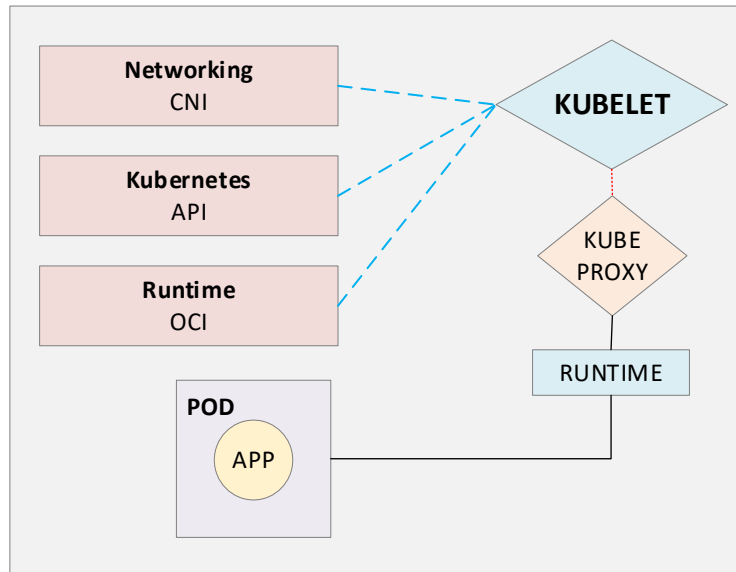 Networking
CNI
KUBELET
Kubernetes
API
KUBE
PROXY
Runtime
OCI
RUNTIME
POD
APP